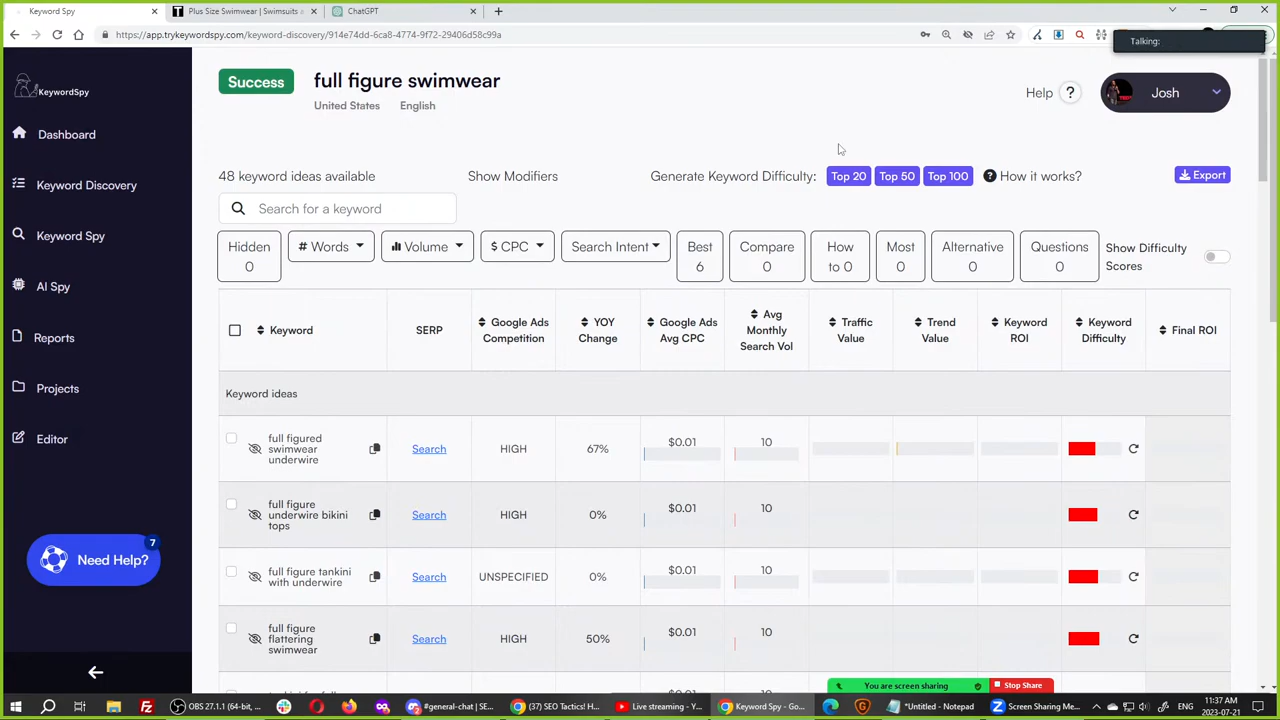 Keyword Spy
Plus Size Swimwear | Swimsuits a
ChatGPT
https://app.trykeywordspy.com/keyword-discovery/914e74dd-6ca8-4774-9f72-29406d58c99a
Talking:
KeywordSpy
Dashboard
Keyword Discovery
Keyword Spy
AI Spy
Reports
Projects
Editor
7
Need Help?
Success
full figure swimwear
United States English
Help ?
Josh
48 keyword ideas available
Show Modifiers
Generate Keyword Difficulty: Top 20 Top 50 Top 100
? How it works?
Export
Search for a keyword
Hidden
0
# Words
Volume
$ CPC
Search Intent
Best
6
Compare
0
How
to 0
Most
0
Alternative
0
Questions
0
Show Difficulty
Scores
Keyword
SERP
Google Ads
Competition
YOY
Change
Google Ads
Avg CPC
Avg
Monthly
Search Vol
Traffic
Value
Trend
Value
Keyword
ROI
Keyword
Difficulty
Final ROI
Keyword ideas
full figured
swimwear
underwire
Search HIGH 67% $0.01 10
full figure
underwire bikini
tops
Search HIGH 0% $0.01 10
full figure tankini
with underwire
Search UNSPECIFIED 0% $0.01 10
full figure
flattering
swimwear
Search HIGH 50% $0.01 10
$0.01 10
You are screen sharing
Stop Share
OBS 27.1.1 (64-bit, ...
#general-chat | Di...
(37) SEO Tactics! H...
Live streaming - Y...
Keyword Spy - Go...
*Untitled - Notepad
Screen Sharing Me...
ENG
11:37 AM
2023-07-21